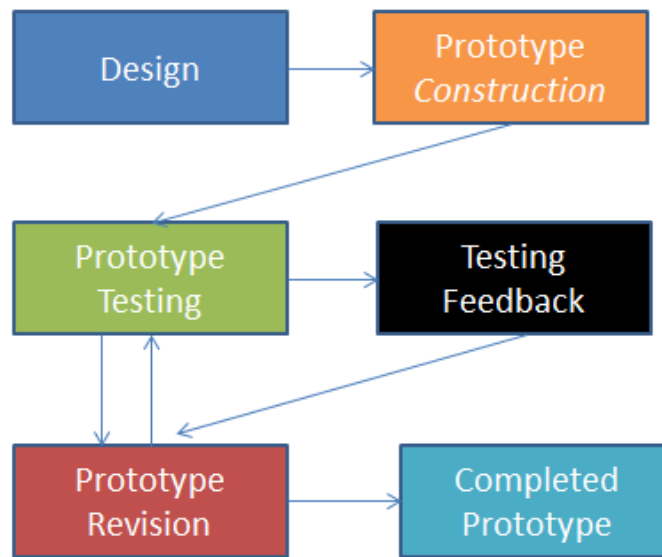 Design
Prototype
Construction
Prototype
Testing
Testing
Feedback
Prototype
Revision
Completed
Prototype